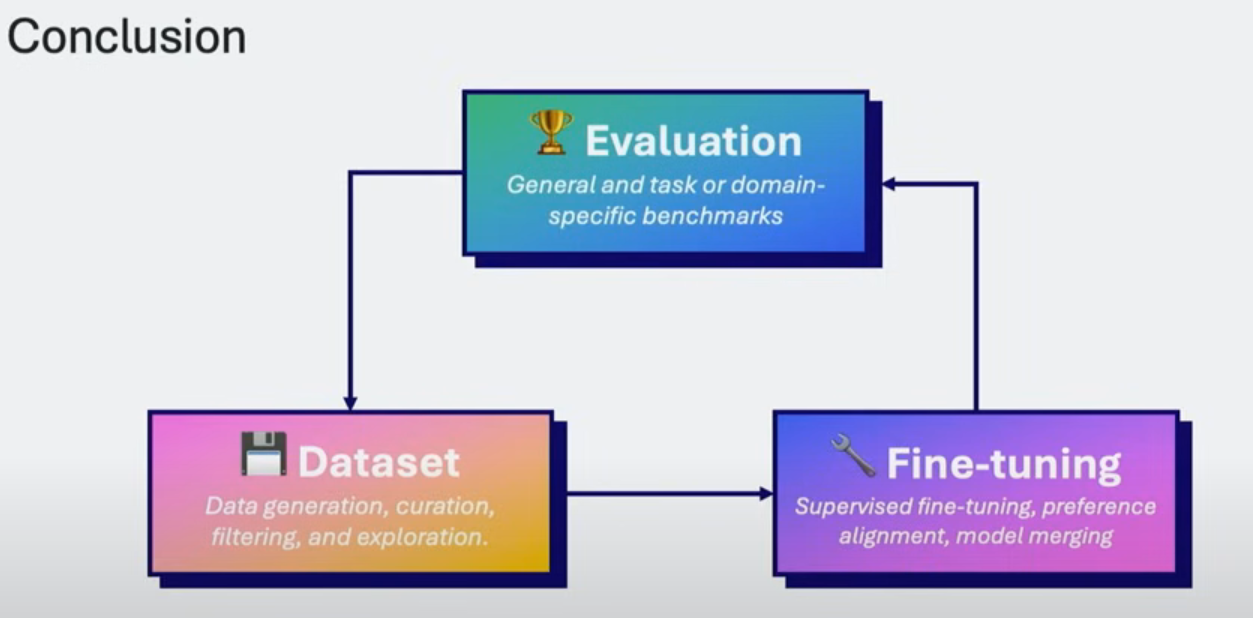 Conclusion
🏆 Evaluation
General and task or domain-
specific benchmarks
💾 Dataset
Data generation, curation,
filtering, and exploration.
🔧 Fine-tuning
Supervised fine-tuning, preference
alignment, model merging